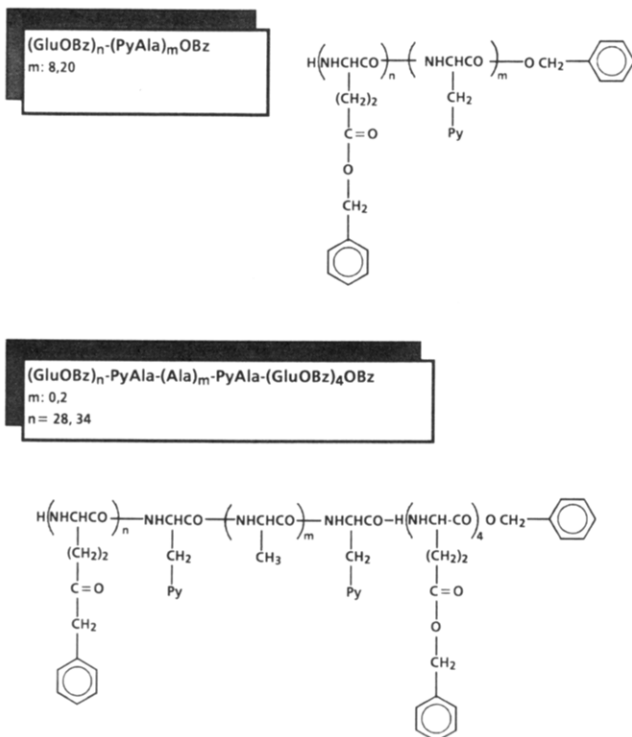 (GluOBz)n-(PyAla)mOBz
m: 8,20
H(NHCHCO)n(NHCHCO)m-OCH2-
(CH2)2 CH2
C=O Py
O
CH2
(GluOBz)n-PyAla-(Ala)m-PyAla-(GluOBz)4OBz
m: 0,2
n= 28, 34
H(NHCHCO)n-NHCHCO-(NHCHCO)m-NHCHCO-H(NHCH-CO)4 OCH2-
(CH2)2 CH2 CH3 CH2 (CH2)2
C=O Py Py C=O
CH2 O
CH2